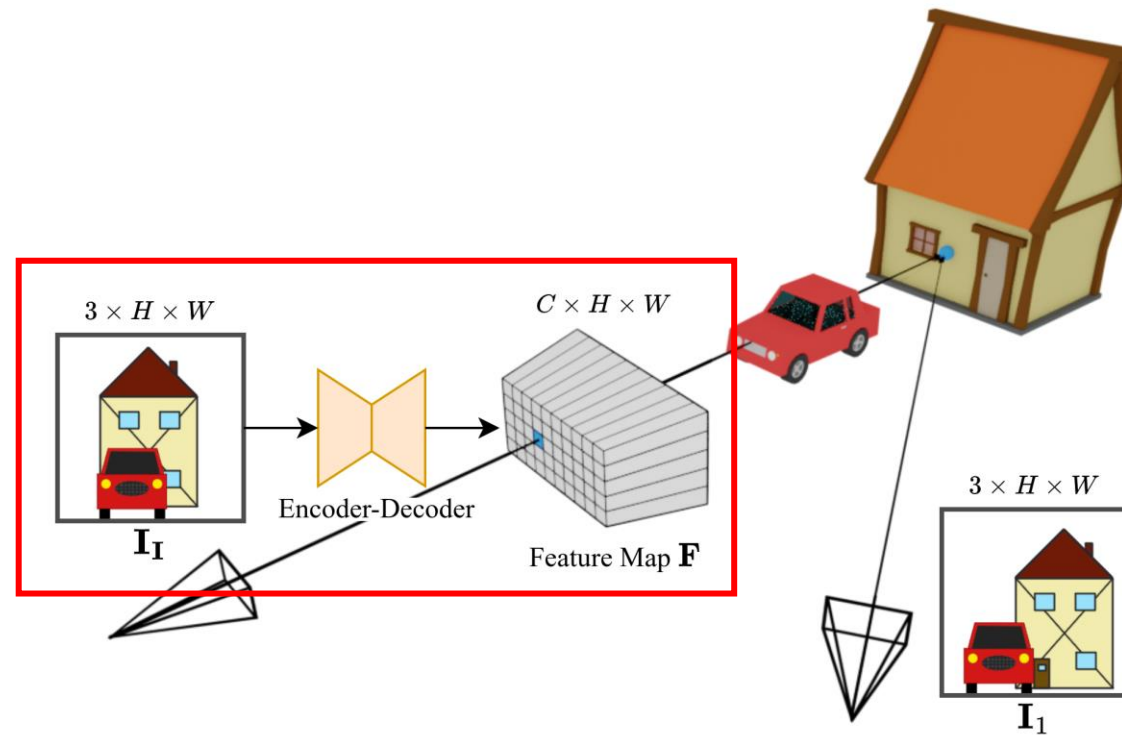 3 × H × W
C × H × W
Encoder-Decoder
I_I
Feature Map F
3 × H × W
I_1